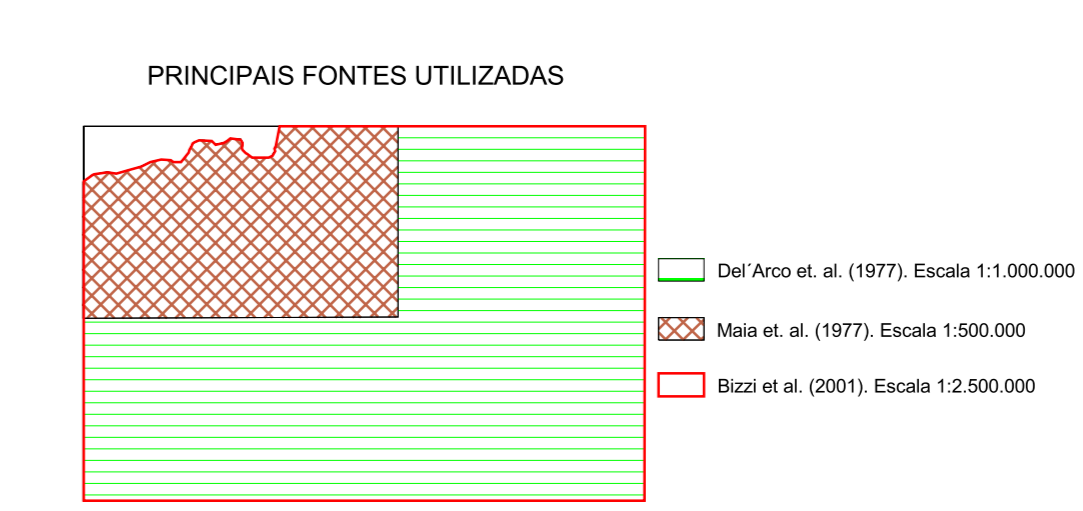 PRINCIPAIS FONTES UTILIZADAS
Del´Arco et. al. (1977). Escala 1:1.000.000
Maia et. al. (1977). Escala 1:500.000
Bizzi et al. (2001). Escala 1:2.500.000